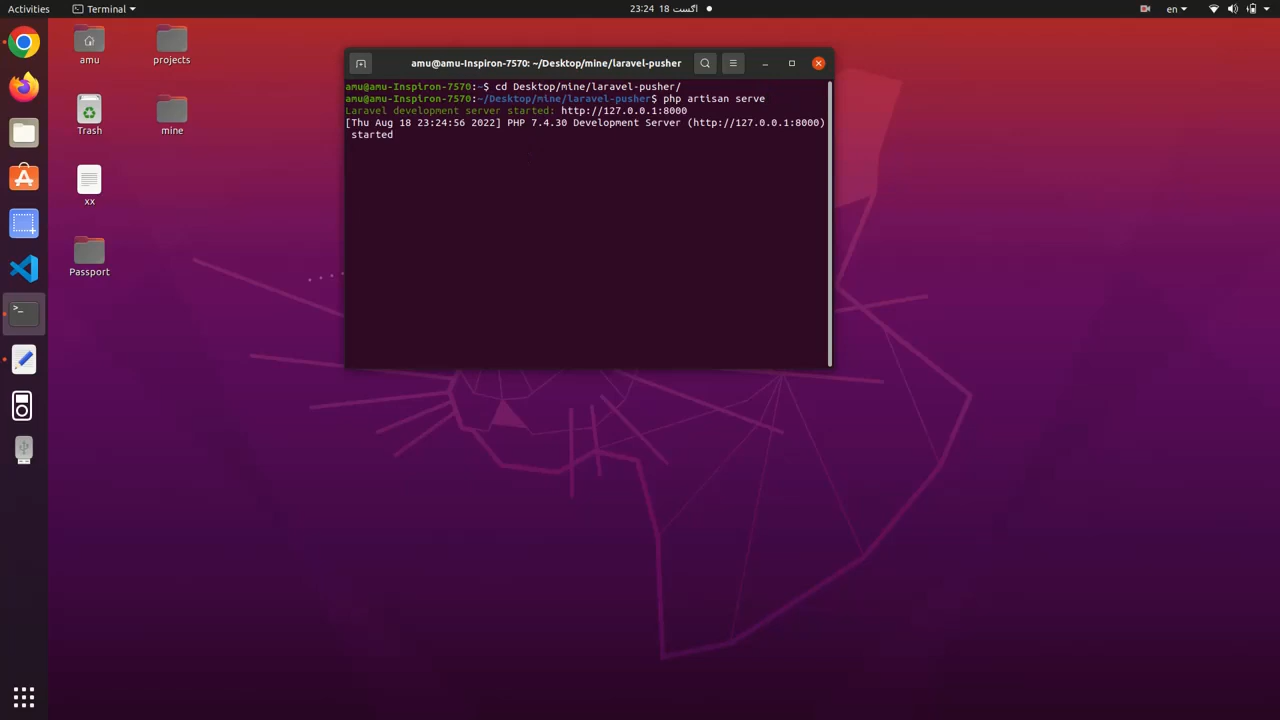 Activities
Terminal
23:24 18 اگست
en
amu
projects
Trash
mine
xx
Passport
amu@amu-Inspiron-7570: ~/Desktop/mine/laravel-pusher
amu@amu-Inspiron-7570:~$ cd Desktop/mine/laravel-pusher/
amu@amu-Inspiron-7570:~/Desktop/mine/laravel-pusher$ php artisan serve
Laravel development server started: http://127.0.0.1:8000
[Thu Aug 18 23:24:56 2022] PHP 7.4.30 Development Server (http://127.0.0.1:8000)
started